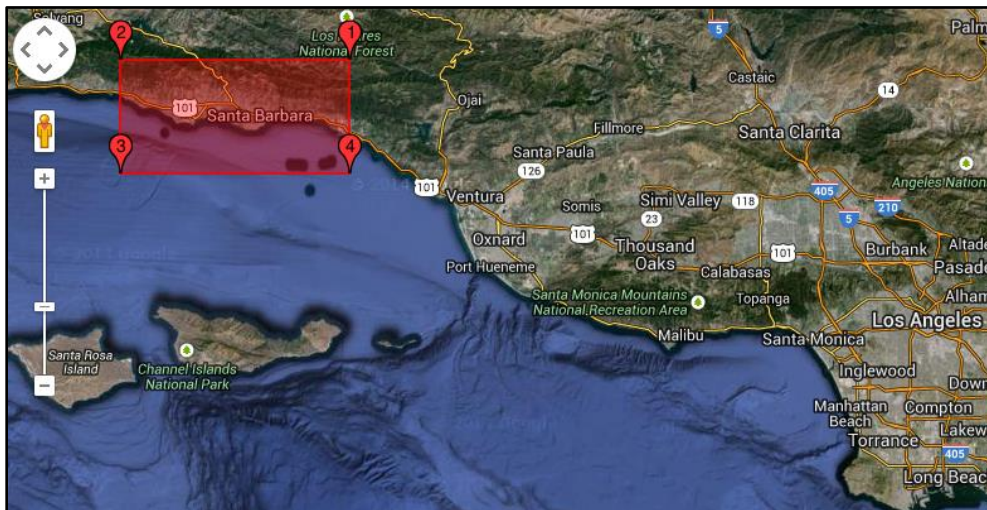 Solvang
2
1
Los Padres
National Forest
5
Palm
Castaic
14
101
Santa Barbara
Ojai
Fillmore
Santa Clarita
3
4
Santa Paula
126
Angeles Nation
101
Ventura
Somis
Simi Valley
118
405
210
23
5
Oxnard
101
Thousand
Oaks
101
Burbank
Altade
Port Hueneme
Calabasas
Pasade
Santa Monica Mountains
National Recreation Area
Topanga
Alham
Los Angeles
Malibu
Santa Monica
Santa Rosa
Island
Channel Islands
National Park
Inglewood
Down
Manhattan
Beach
Compton
Torrance
Lakew
405
Long Beac